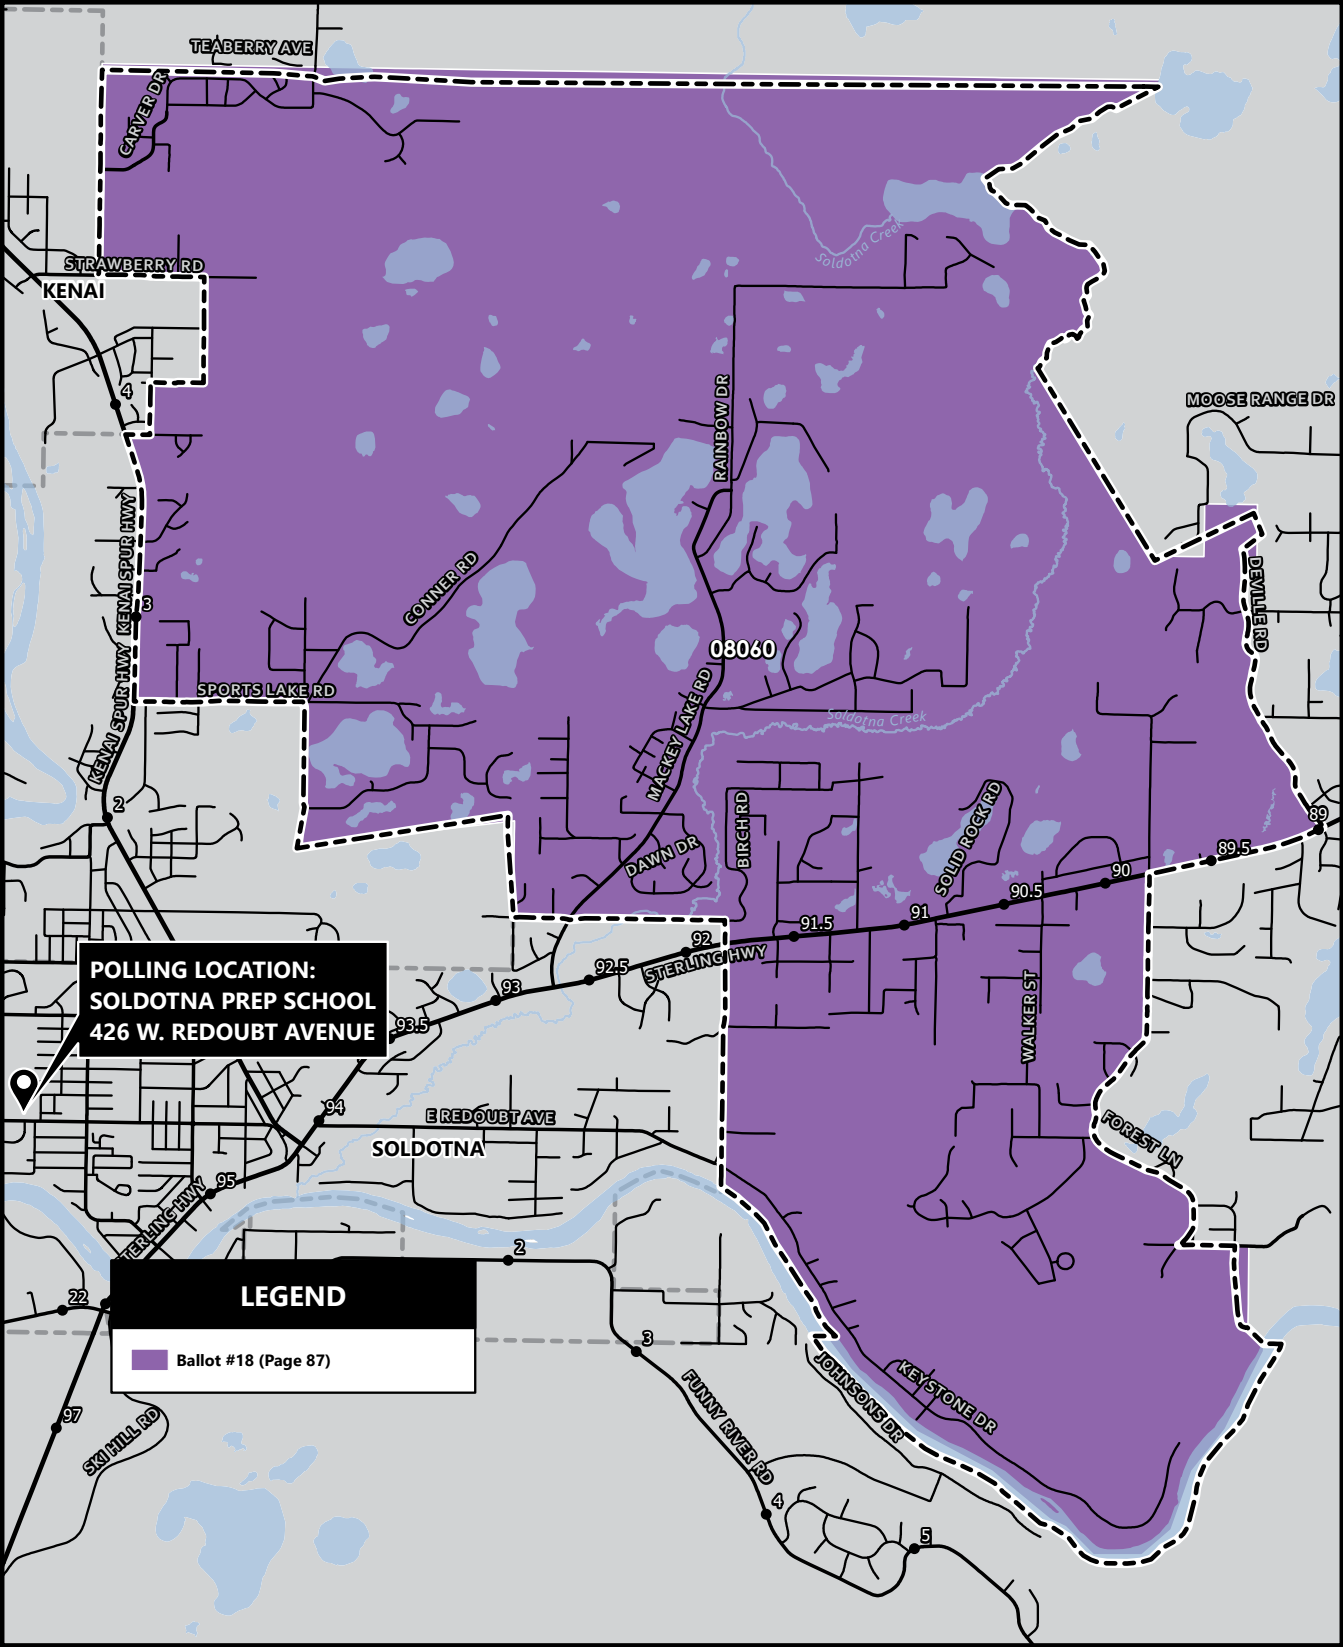 TEABERRY AVE
CARVER DR
STRAWBERRY RD
KENAI
Soldotna Creek
4
MOOSE RANGE DR
RAINBOW DR
KENAI SPUR HWY
CONNER RD
DEVILLE RD
3
08060
KENAI SPUR HWY
SPORTS LAKE RD
MACKEY LAKE RD
Soldotna Creek
2
BIRCH RD
SOLID ROCK RD
89
89.5
DAWN DR
90
90.5
91
91.5
92
STERLING HWY
92.5
93
93.5
POLLING LOCATION:
SOLDOTNA PREP SCHOOL
426 W. REDOUBT AVENUE
WALKER ST
94
E REDOUBT AVE
SOLDOTNA
FOREST LN
95
TERLING HWY
2
22
LEGEND
Ballot #18 (Page 87)
3
JOHNSONS DR
KEYSTONE DR
FUNNY RIVER RD
97
SKI HILL RD
4
5